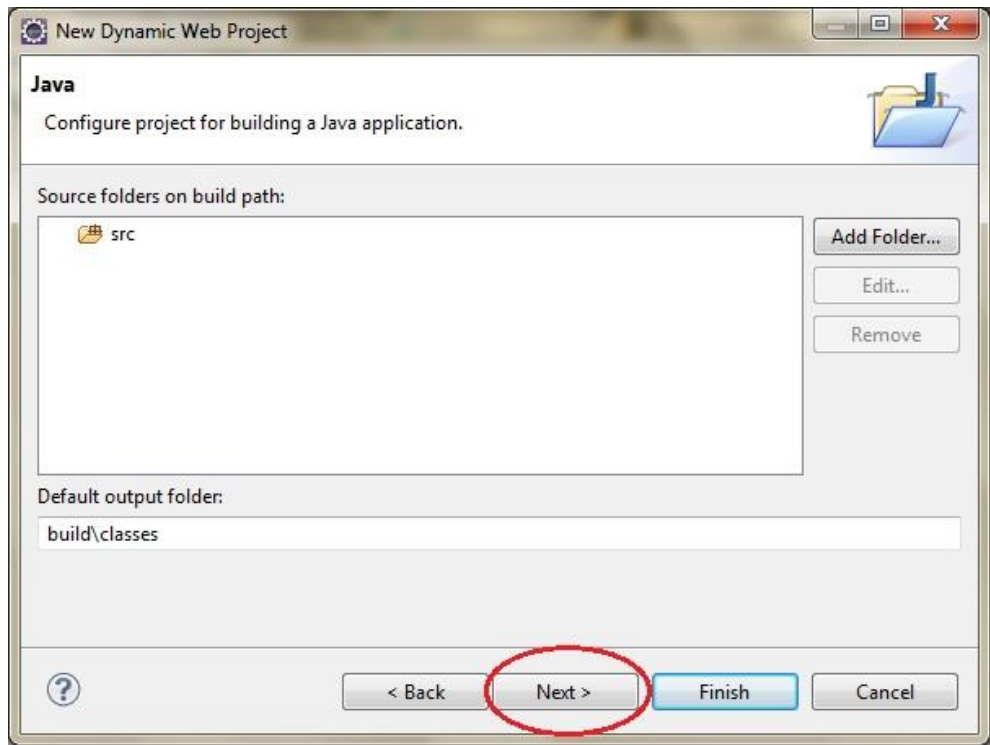 New Dynamic Web Project
Java
Configure project for building a Java application.
Source folders on build path:
src
Add Folder...
Edit...
Remove
Default output folder:
build\classes
< Back
Next >
Finish
Cancel